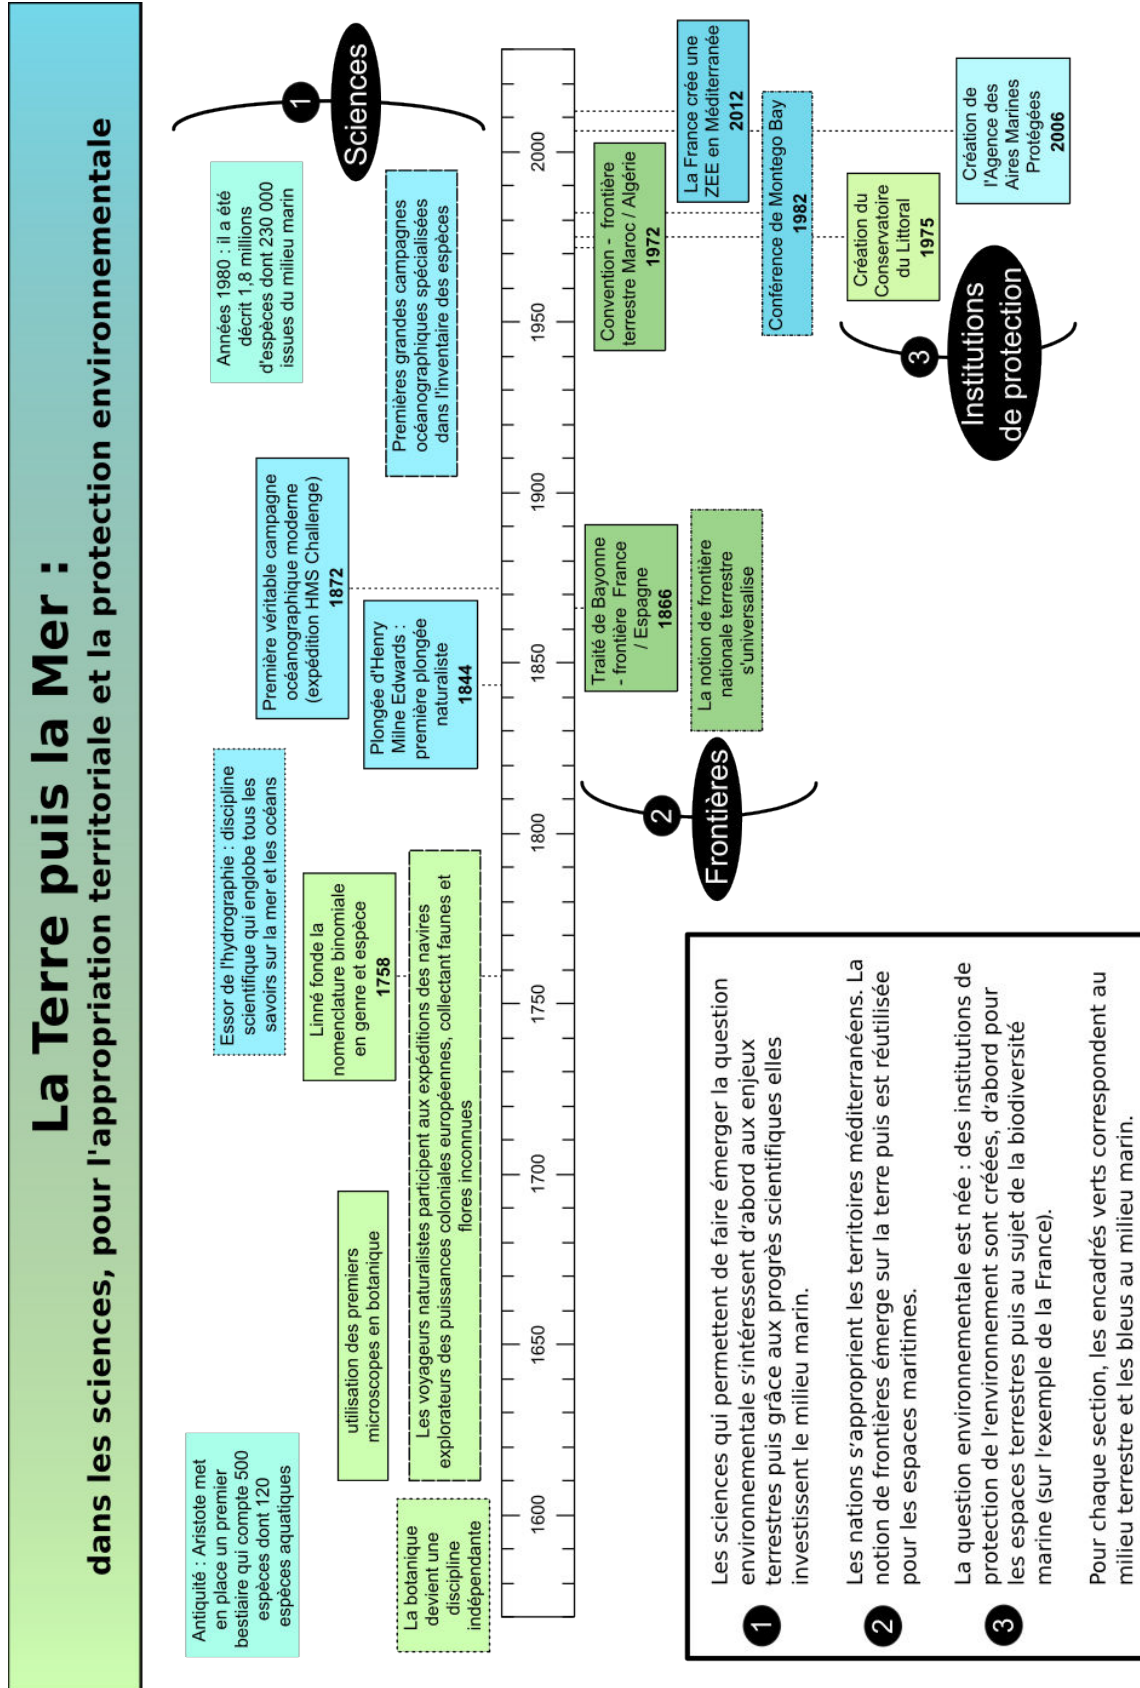 La Terre puis la Mer :
dans les sciences, pour l'appropriation territoriale et la protection environnementale
1
Sciences
Antiquité : Aristote met
en place un premier
bestiaire qui compte 500
espèces dont 120
espèces aquatiques
La botanique
devient une
discipline
indépendante
utilisation des premiers
microscopes en botanique
Les voyageurs naturalistes participent aux expéditions des navires
explorateurs des puissances coloniales européennes, collectant faunes et
flores inconnues
Linné fonde la
nomenclature binomiale
en genre et espèce
1758
Essor de l'hydrographie : discipline
scientifique qui englobe tous les
savoirs sur la mer et les océans
Plongée d'Henry
Milne Edwards :
première plongée
naturaliste
1844
Première véritable campagne
océanographique moderne
(expédition HMS Challenge)
1872
Premières grandes campagnes
océanographiques spécialisées
dans l'inventaire des espèces
Années 1980 : il a été
décrit 1,8 millions
d'espèces dont 230 000
issues du milieu marin
1600
1650
1700
1750
1800
1850
1900
1950
2000
2
Frontières
Traité de Bayonne
- frontière France
/ Espagne
1866
La notion de frontière
nationale terrestre
s'universalise
Convention - frontière
terrestre Maroc / Algérie
1972
La France crée une
ZEE en Méditerranée
2012
Conférence de Montego Bay
1982
3
Institutions
de protection
Création du
Conservatoire
du Littoral
1975
Création de
l'Agence des
Aires Marines
Protégées
2006
1
Les sciences qui permettent de faire émerger la question
environnementale s'intéressent d'abord aux enjeux
terrestres puis grâce aux progrès scientifiques elles
investissent le milieu marin.
2
Les nations s'approprient les territoires méditerranéens. La
notion de frontières émerge sur la terre puis est réutilisée
pour les espaces maritimes.
3
La question environnementale est née : des institutions de
protection de l'environnement sont créées, d'abord pour
les espaces terrestres puis au sujet de la biodiversité
marine (sur l'exemple de la France).
Pour chaque section, les encadrés verts correspondent au
milieu terrestre et les bleus au milieu marin.